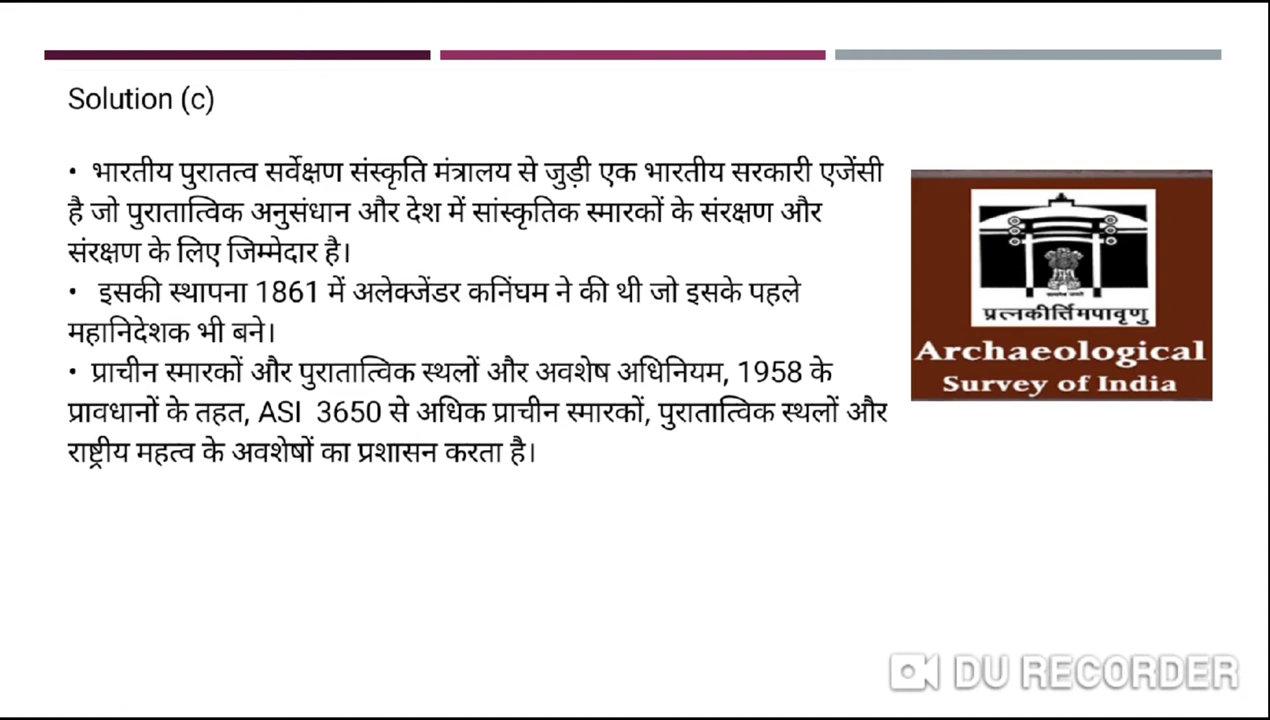 Solution (c)
• भारतीय पुरातत्व सर्वेक्षण संस्कृति मंत्रालय से जुड़ी एक भारतीय सरकारी एजेंसी
है जो पुरातात्विक अनुसंधान और देश में सांस्कृतिक स्मारकों के संरक्षण और
संरक्षण के लिए जिम्मेदार है।
• इसकी स्थापना 1861 में अलेक्जेंडर कनिंघम ने की थी जो इसके पहले
महानिदेशक भी बने।
• प्राचीन स्मारकों और पुरातात्विक स्थलों और अवशेष अधिनियम, 1958 के
प्रावधानों के तहत, ASI 3650 से अधिक प्राचीन स्मारकों, पुरातात्विक स्थलों और
राष्ट्रीय महत्व के अवशेषों का प्रशासन करता है।
प्रत्नकीर्त्तिमपावृणु
Archaeological
Survey of India
DU RECORDER